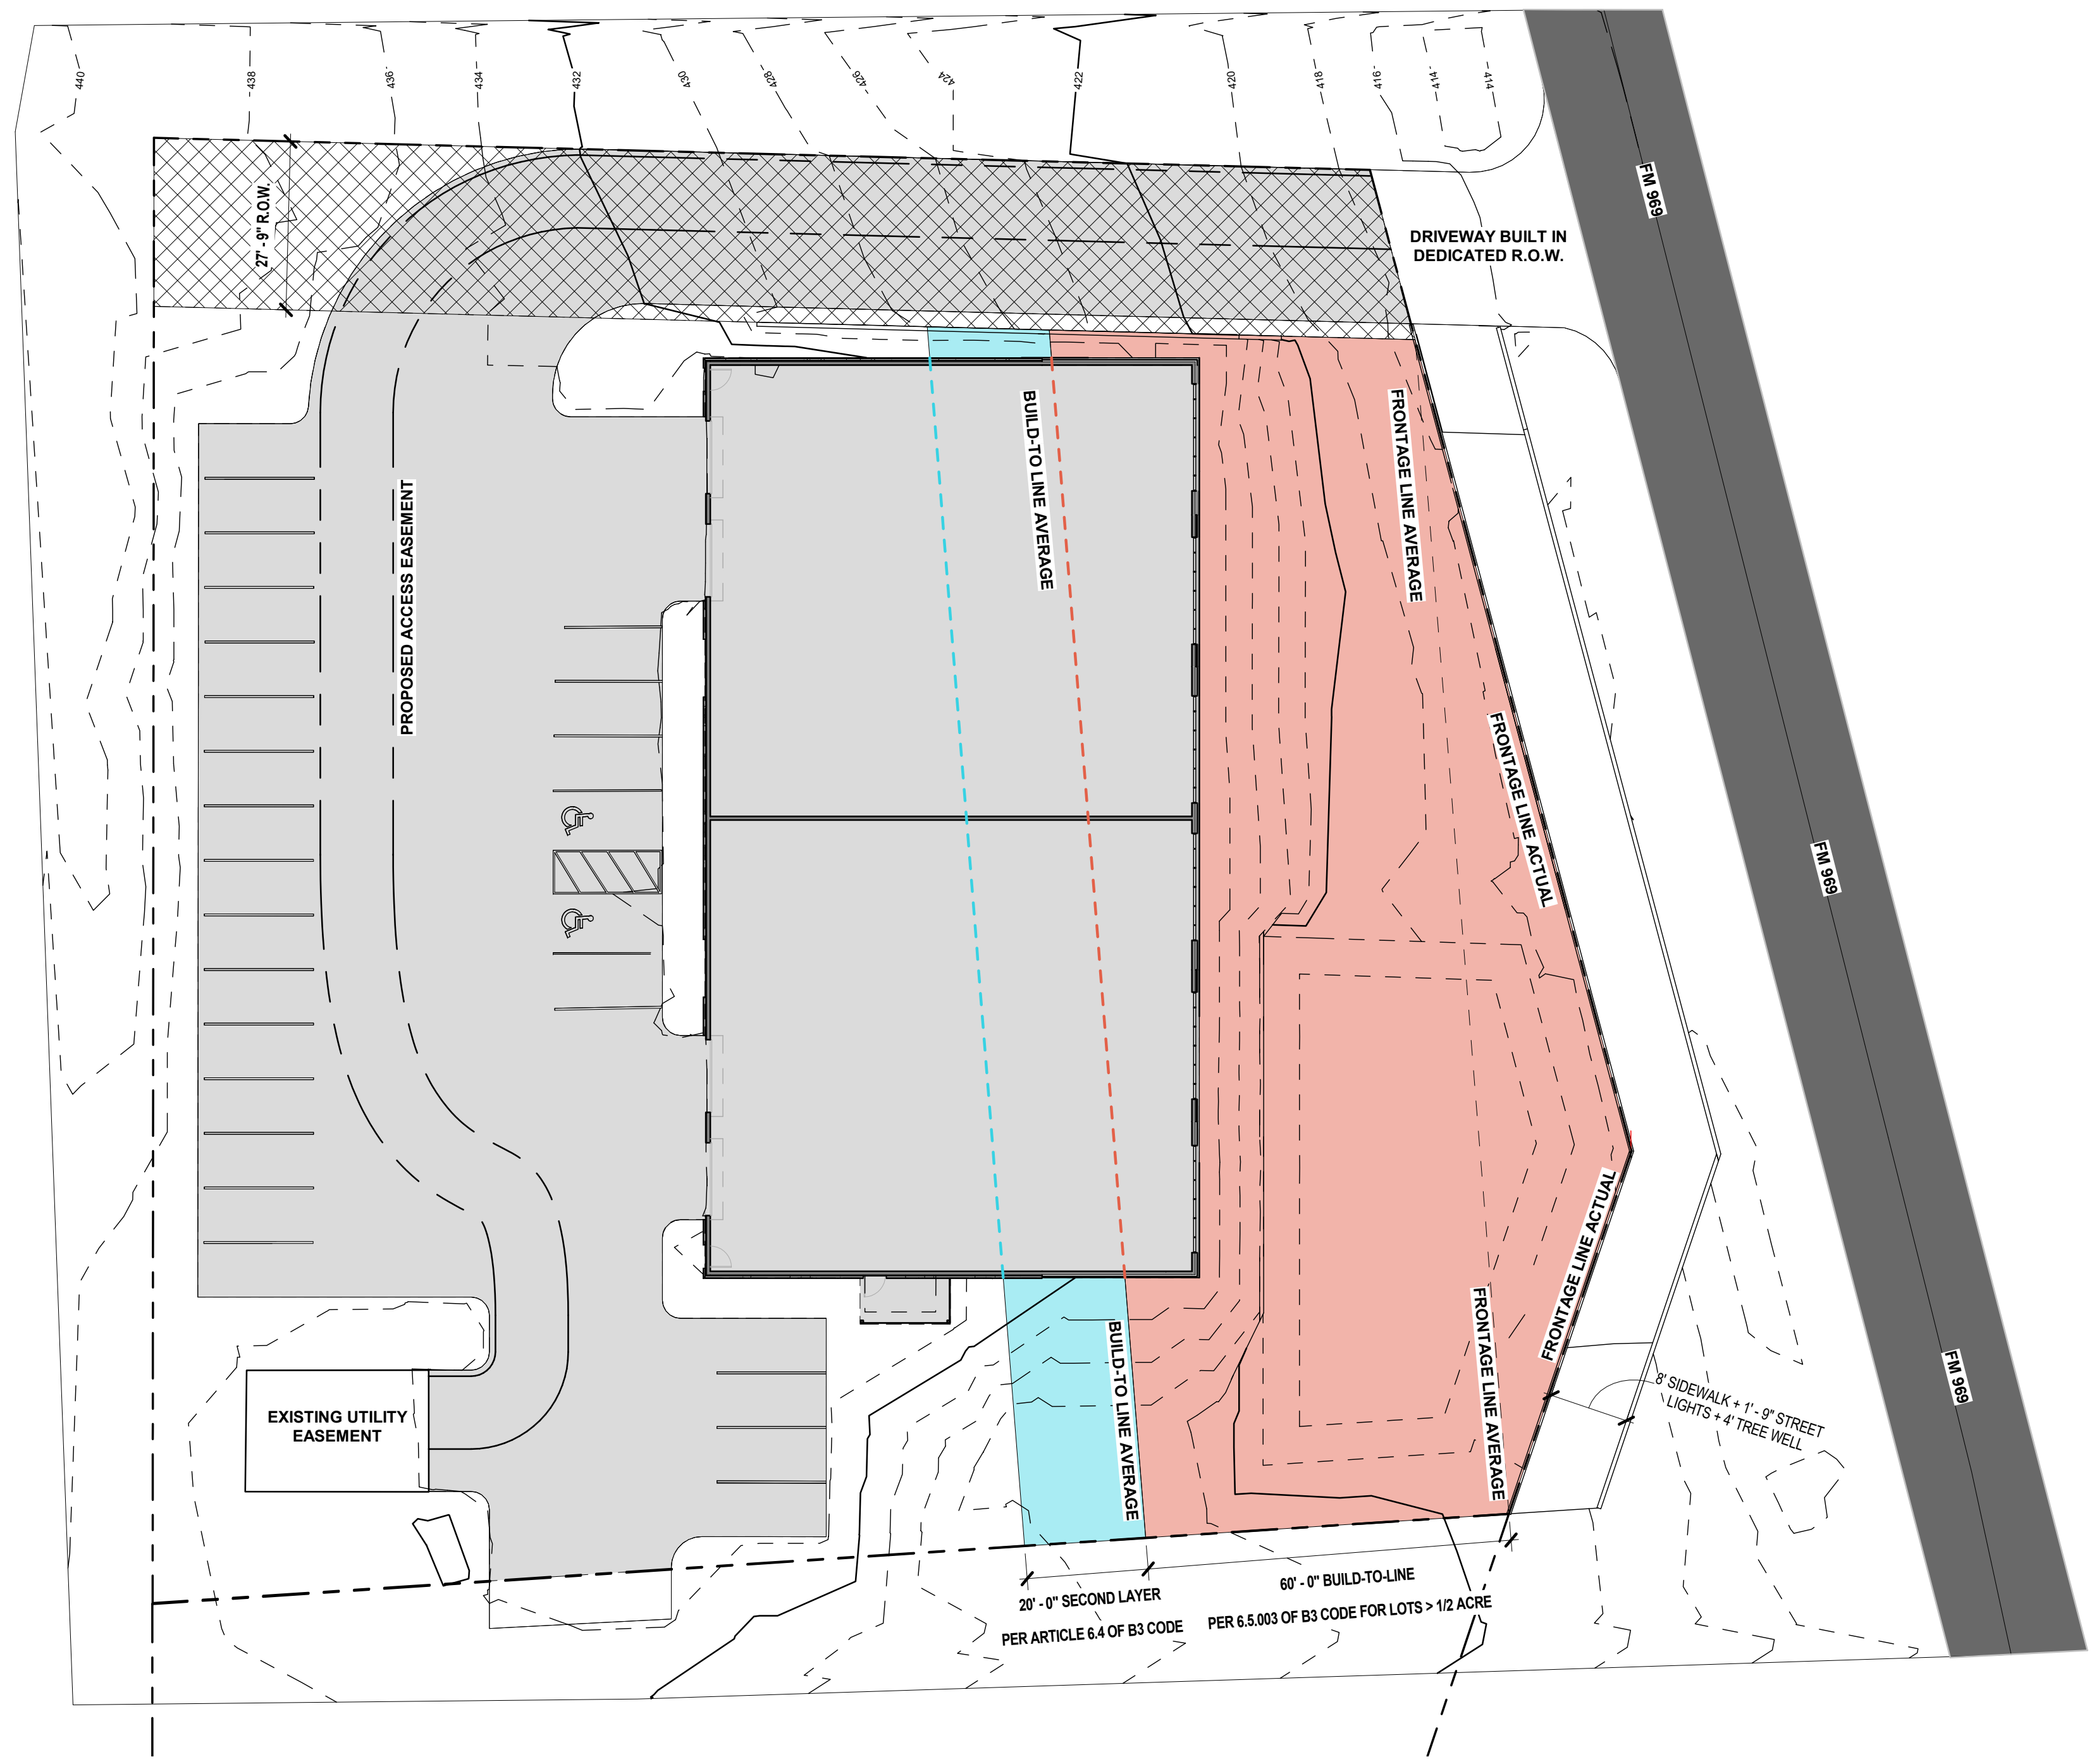 440
438
436
434
432
430
428
426
424
422
420
418
416
414
414
FM 969
27' - 9" R.O.W.
DRIVEWAY BUILT IN
DEDICATED R.O.W.
BUILD-TO LINE AVERAGE
FRONTAGE LINE AVERAGE
PROPOSED ACCESS EASEMENT
FRONTAGE LINE ACTUAL
FM 969
FRONTAGE LINE ACTUAL
BUILD-TO LINE AVERAGE
FRONTAGE LINE AVERAGE
FM 969
EXISTING UTILITY
EASEMENT
8' SIDEWALK + 1' - 9" STREET
LIGHTS + 4' TREE WELL
20' - 0" SECOND LAYER
PER ARTICLE 6.4 OF B3 CODE
60' - 0" BUILD-TO-LINE
PER 6.5.003 OF B3 CODE FOR LOTS > 1/2 ACRE